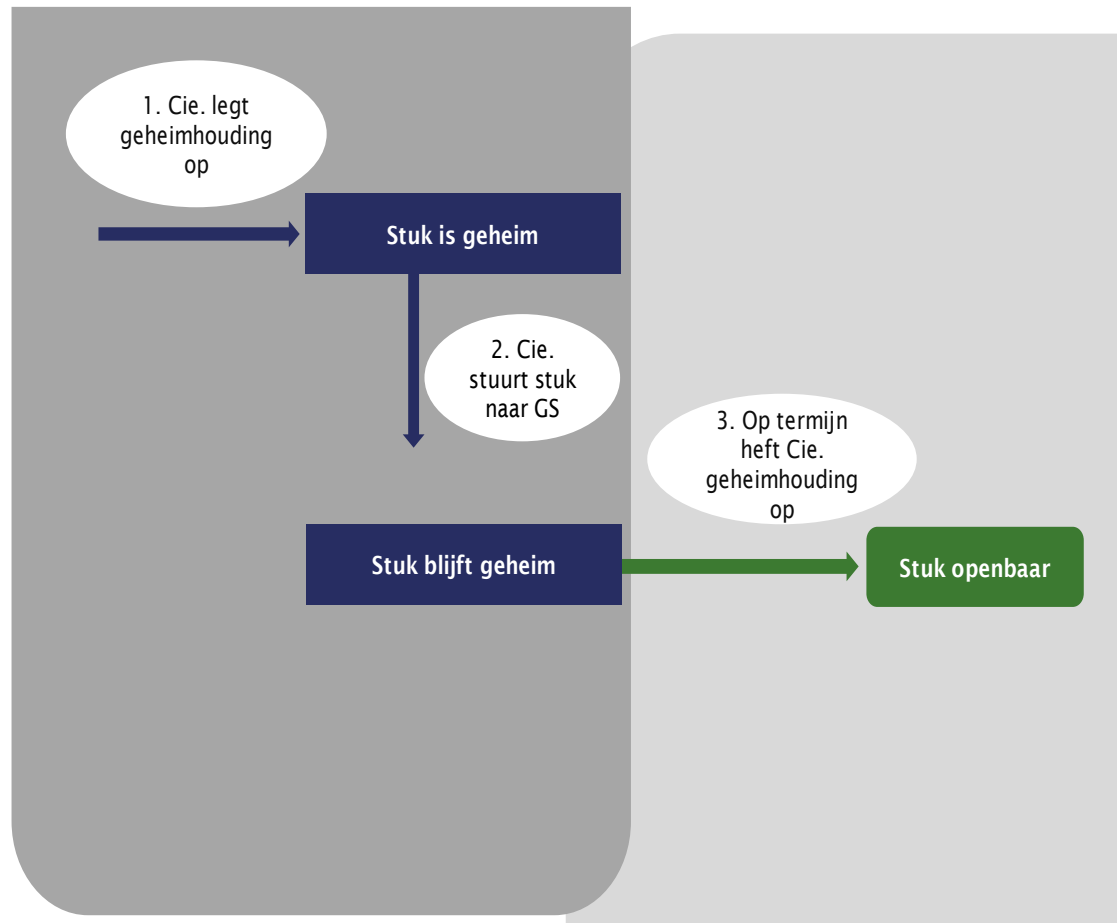 1. Cie. legt
geheimhouding
op
Stuk is geheim
2. Cie.
stuurt stuk
naar GS
3. Op termijn
heft Cie.
geheimhouding
op
Stuk blijft geheim
Stuk openbaar